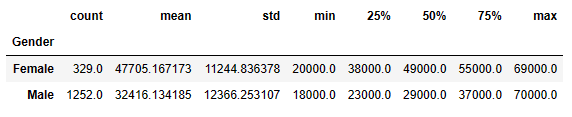 count mean std min 25% 50% 75% max
Gender
Female 329.0 47705.167173 11244.836378 20000.0 38000.0 49000.0 55000.0 69000.0
Male 1252.0 32416.134185 12366.253107 18000.0 23000.0 29000.0 37000.0 70000.0